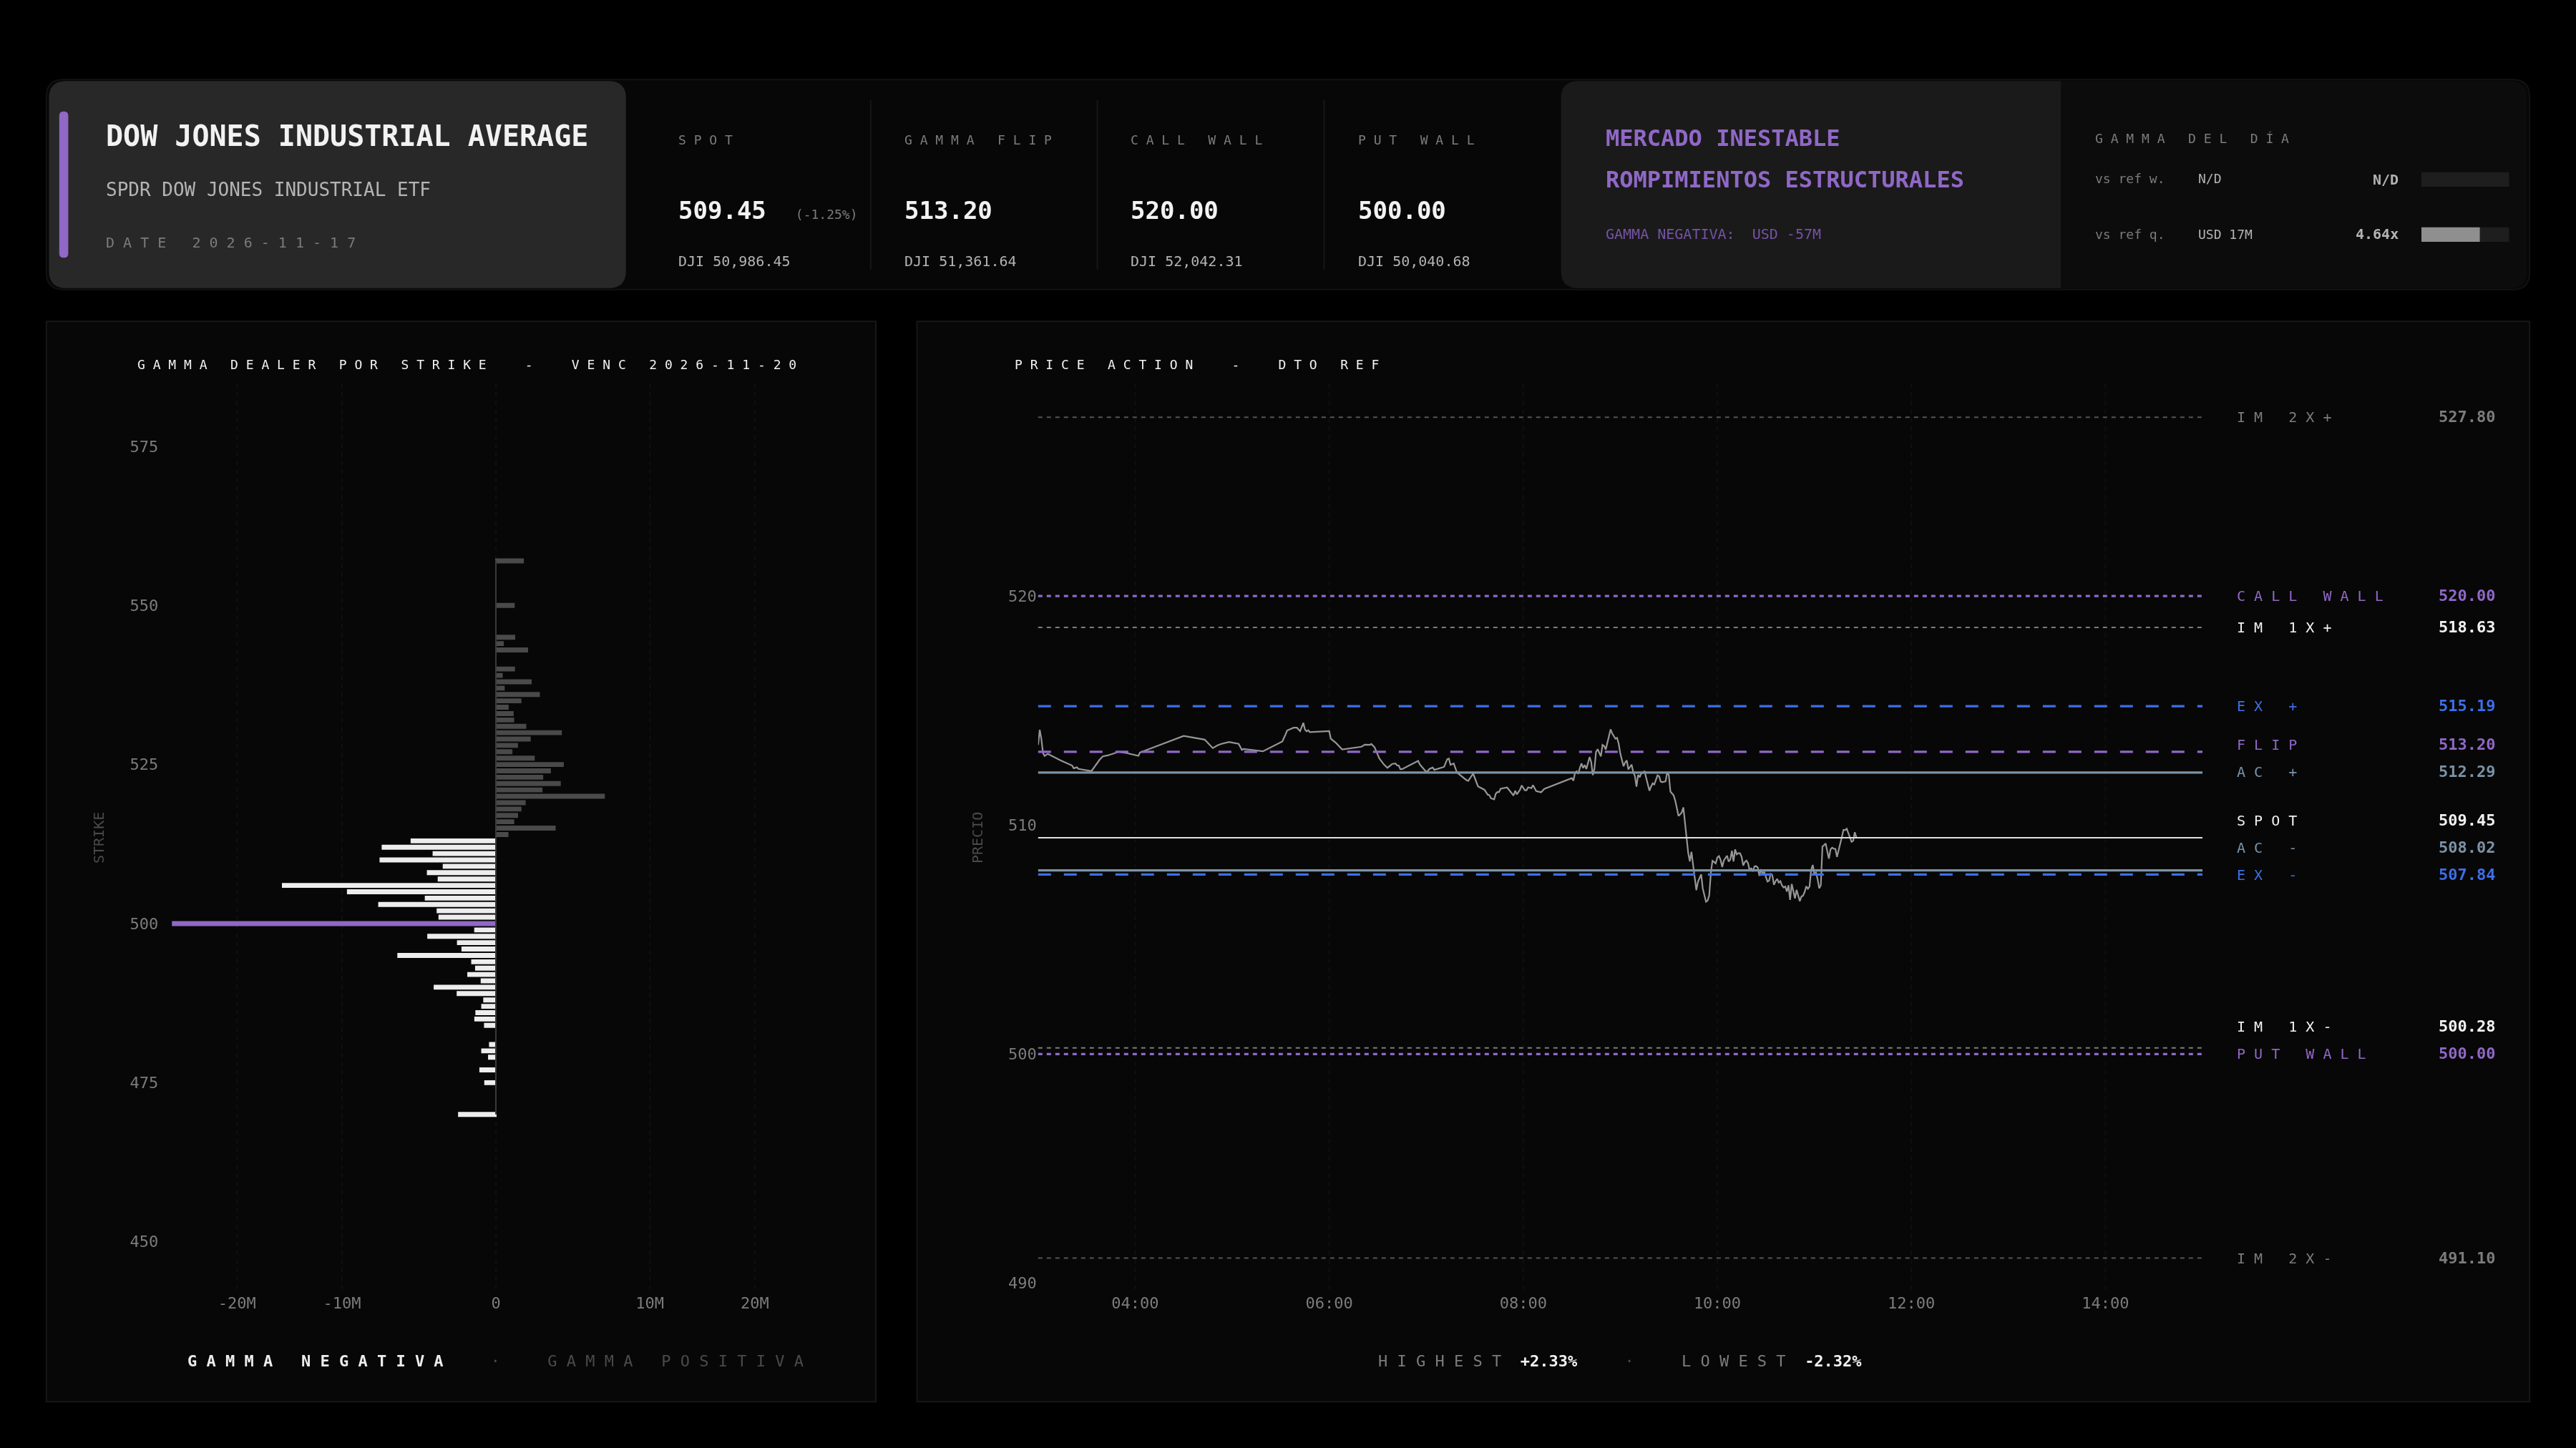 DOW JONES INDUSTRIAL AVERAGE
SPDR DOW JONES INDUSTRIAL ETF
DATE 2026-11-17
SPOT
509.45 (-1.25%)
DJI 50,986.45
GAMMA FLIP
513.20
DJI 51,361.64
CALL WALL
520.00
DJI 52,042.31
PUT WALL
500.00
DJI 50,040.68
MERCADO INESTABLE
ROMPIMIENTOS ESTRUCTURALES
GAMMA NEGATIVA: USD -57M
GAMMA DEL DÍA
vs ref w. N/D N/D
vs ref q. USD 17M 4.64x
GAMMA DEALER POR STRIKE - VENC 2026-11-20
575
550
525
500
475
450
STRIKE
-20M -10M 0 10M 20M
GAMMA NEGATIVA · GAMMA POSITIVA
PRICE ACTION - DTO REF
520
510
500
490
PRECIO
04:00 06:00 08:00 10:00 12:00 14:00
IM 2X+ 527.80
CALL WALL 520.00
IM 1X+ 518.63
EX + 515.19
FLIP 513.20
AC + 512.29
SPOT 509.45
AC - 508.02
EX - 507.84
IM 1X- 500.28
PUT WALL 500.00
IM 2X- 491.10
HIGHEST +2.33% · LOWEST -2.32%